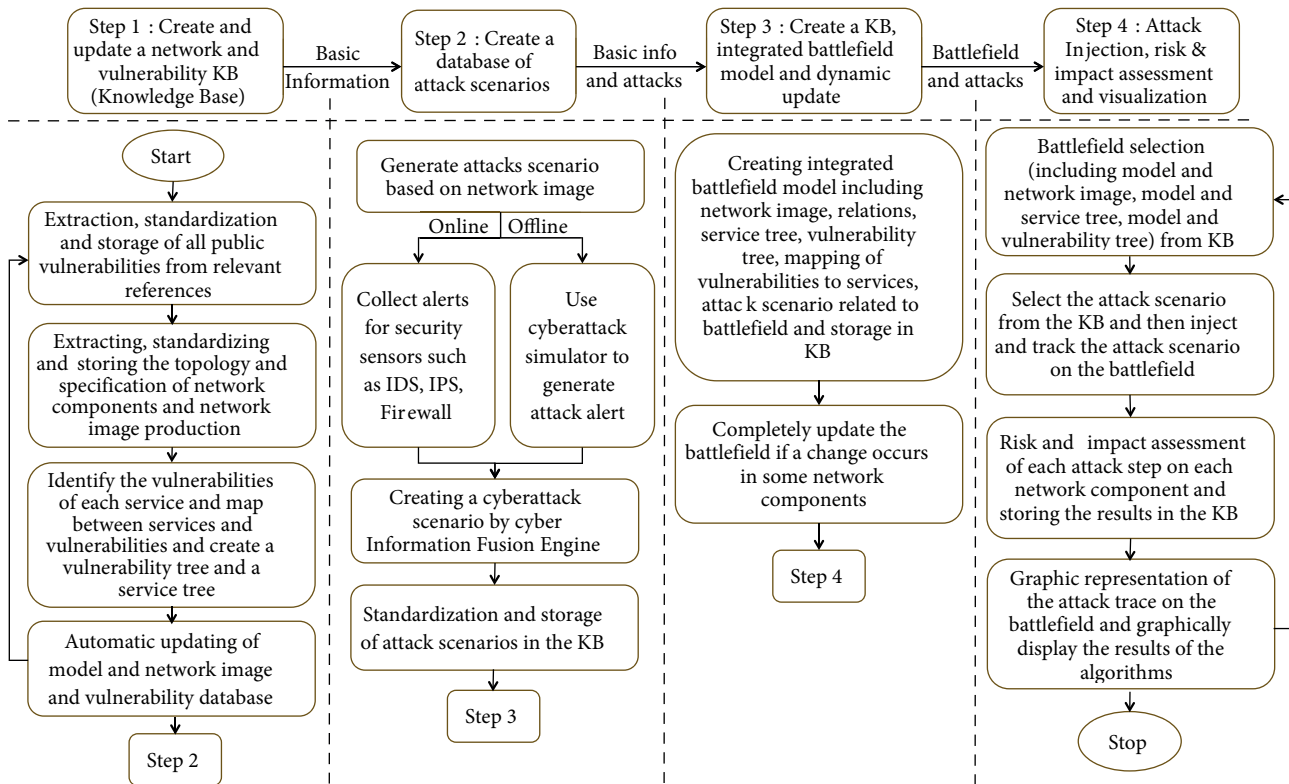 Step 1 : Create and
update a network and
vulnerability KB
(Knowledge Base)
Basic
Information
Step 2 : Create a
database of
attack scenarios
Basic info
and attacks
Step 3 : Create a KB,
integrated battlefield
model and dynamic
update
Battlefield
and attacks
Step 4 : Attack
Injection, risk &
impact assessment
and visualization
Start
Extraction, standardization
and storage of all public
vulnerabilities from relevant
references
Extracting, standardizing
and storing the topology and
specification of network
components and network
image production
Identify the vulnerabilities
of each service and map
between services and
vulnerabilities and create a
vulnerability tree and a
service tree
Automatic updating of
model and network image
and vulnerability database
Step 2
Generate attacks scenario
based on network image
Online
Offline
Collect alerts
for security
sensors such
as IDS, IPS,
Firewall
Use
cyberattack
simulator to
generate
attack alert
Creating a cyberattack
scenario by cyber
Information Fusion Engine
Standardization and storage
of attack scenarios in the KB
Step 3
Creating integrated
battlefield model including
network image, relations,
service tree, vulnerability
tree, mapping of
vulnerabilities to services,
attac k scenario related to
battlefield and storage in
KB
Completely update the
battlefield if a change occurs
in some network
components
Step 4
Battlefield selection
(including model and
network image, model and
service tree, model and
vulnerability tree) from KB
Select the attack scenario
from the KB and then inject
and track the attack scenario
on the battlefield
Risk and impact assessment
of each attack step on each
network component and
storing the results in the KB
Graphic representation of
the attack trace on the
battlefield and graphically
display the results of the
algorithms
Stop